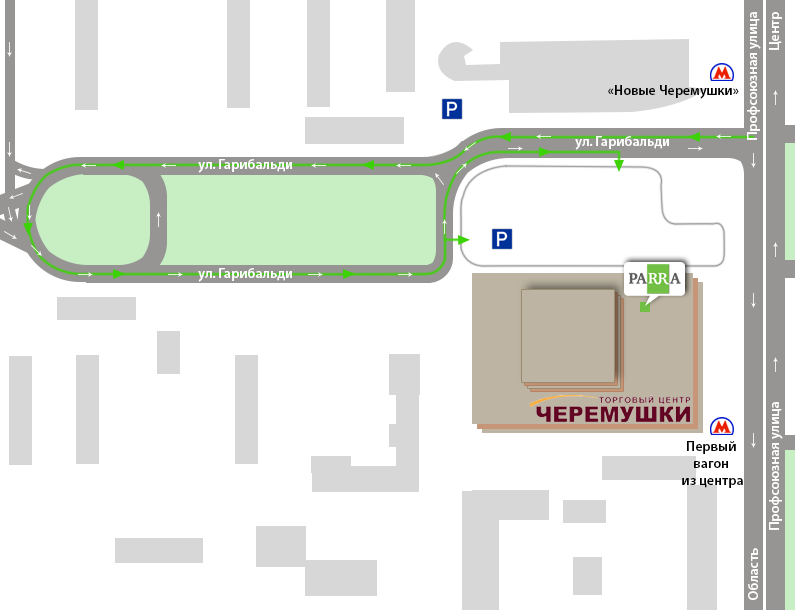 Профсоюзная улица
Центр
М
«Новые Черемушки»
P
ул. Гарибальди
ул. Гарибальди
P
ул. Гарибальди
PARRA
ТОРГОВЫЙ ЦЕНТР
ЧЕРЕМУШКИ
М
Первый
вагон
из центра
Профсоюзная улица
Область